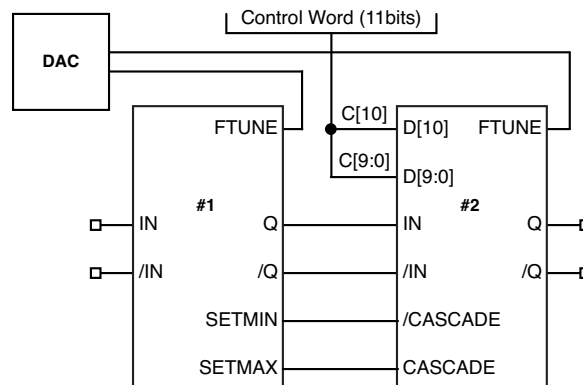 Control Word (11bits)
DAC
C[10]
FTUNE
D[10]
FTUNE
C[9:0]
D[9:0]
#1
#2
IN
Q
IN
Q
/IN
/Q
/IN
/Q
SETMIN
/CASCADE
SETMAX
CASCADE